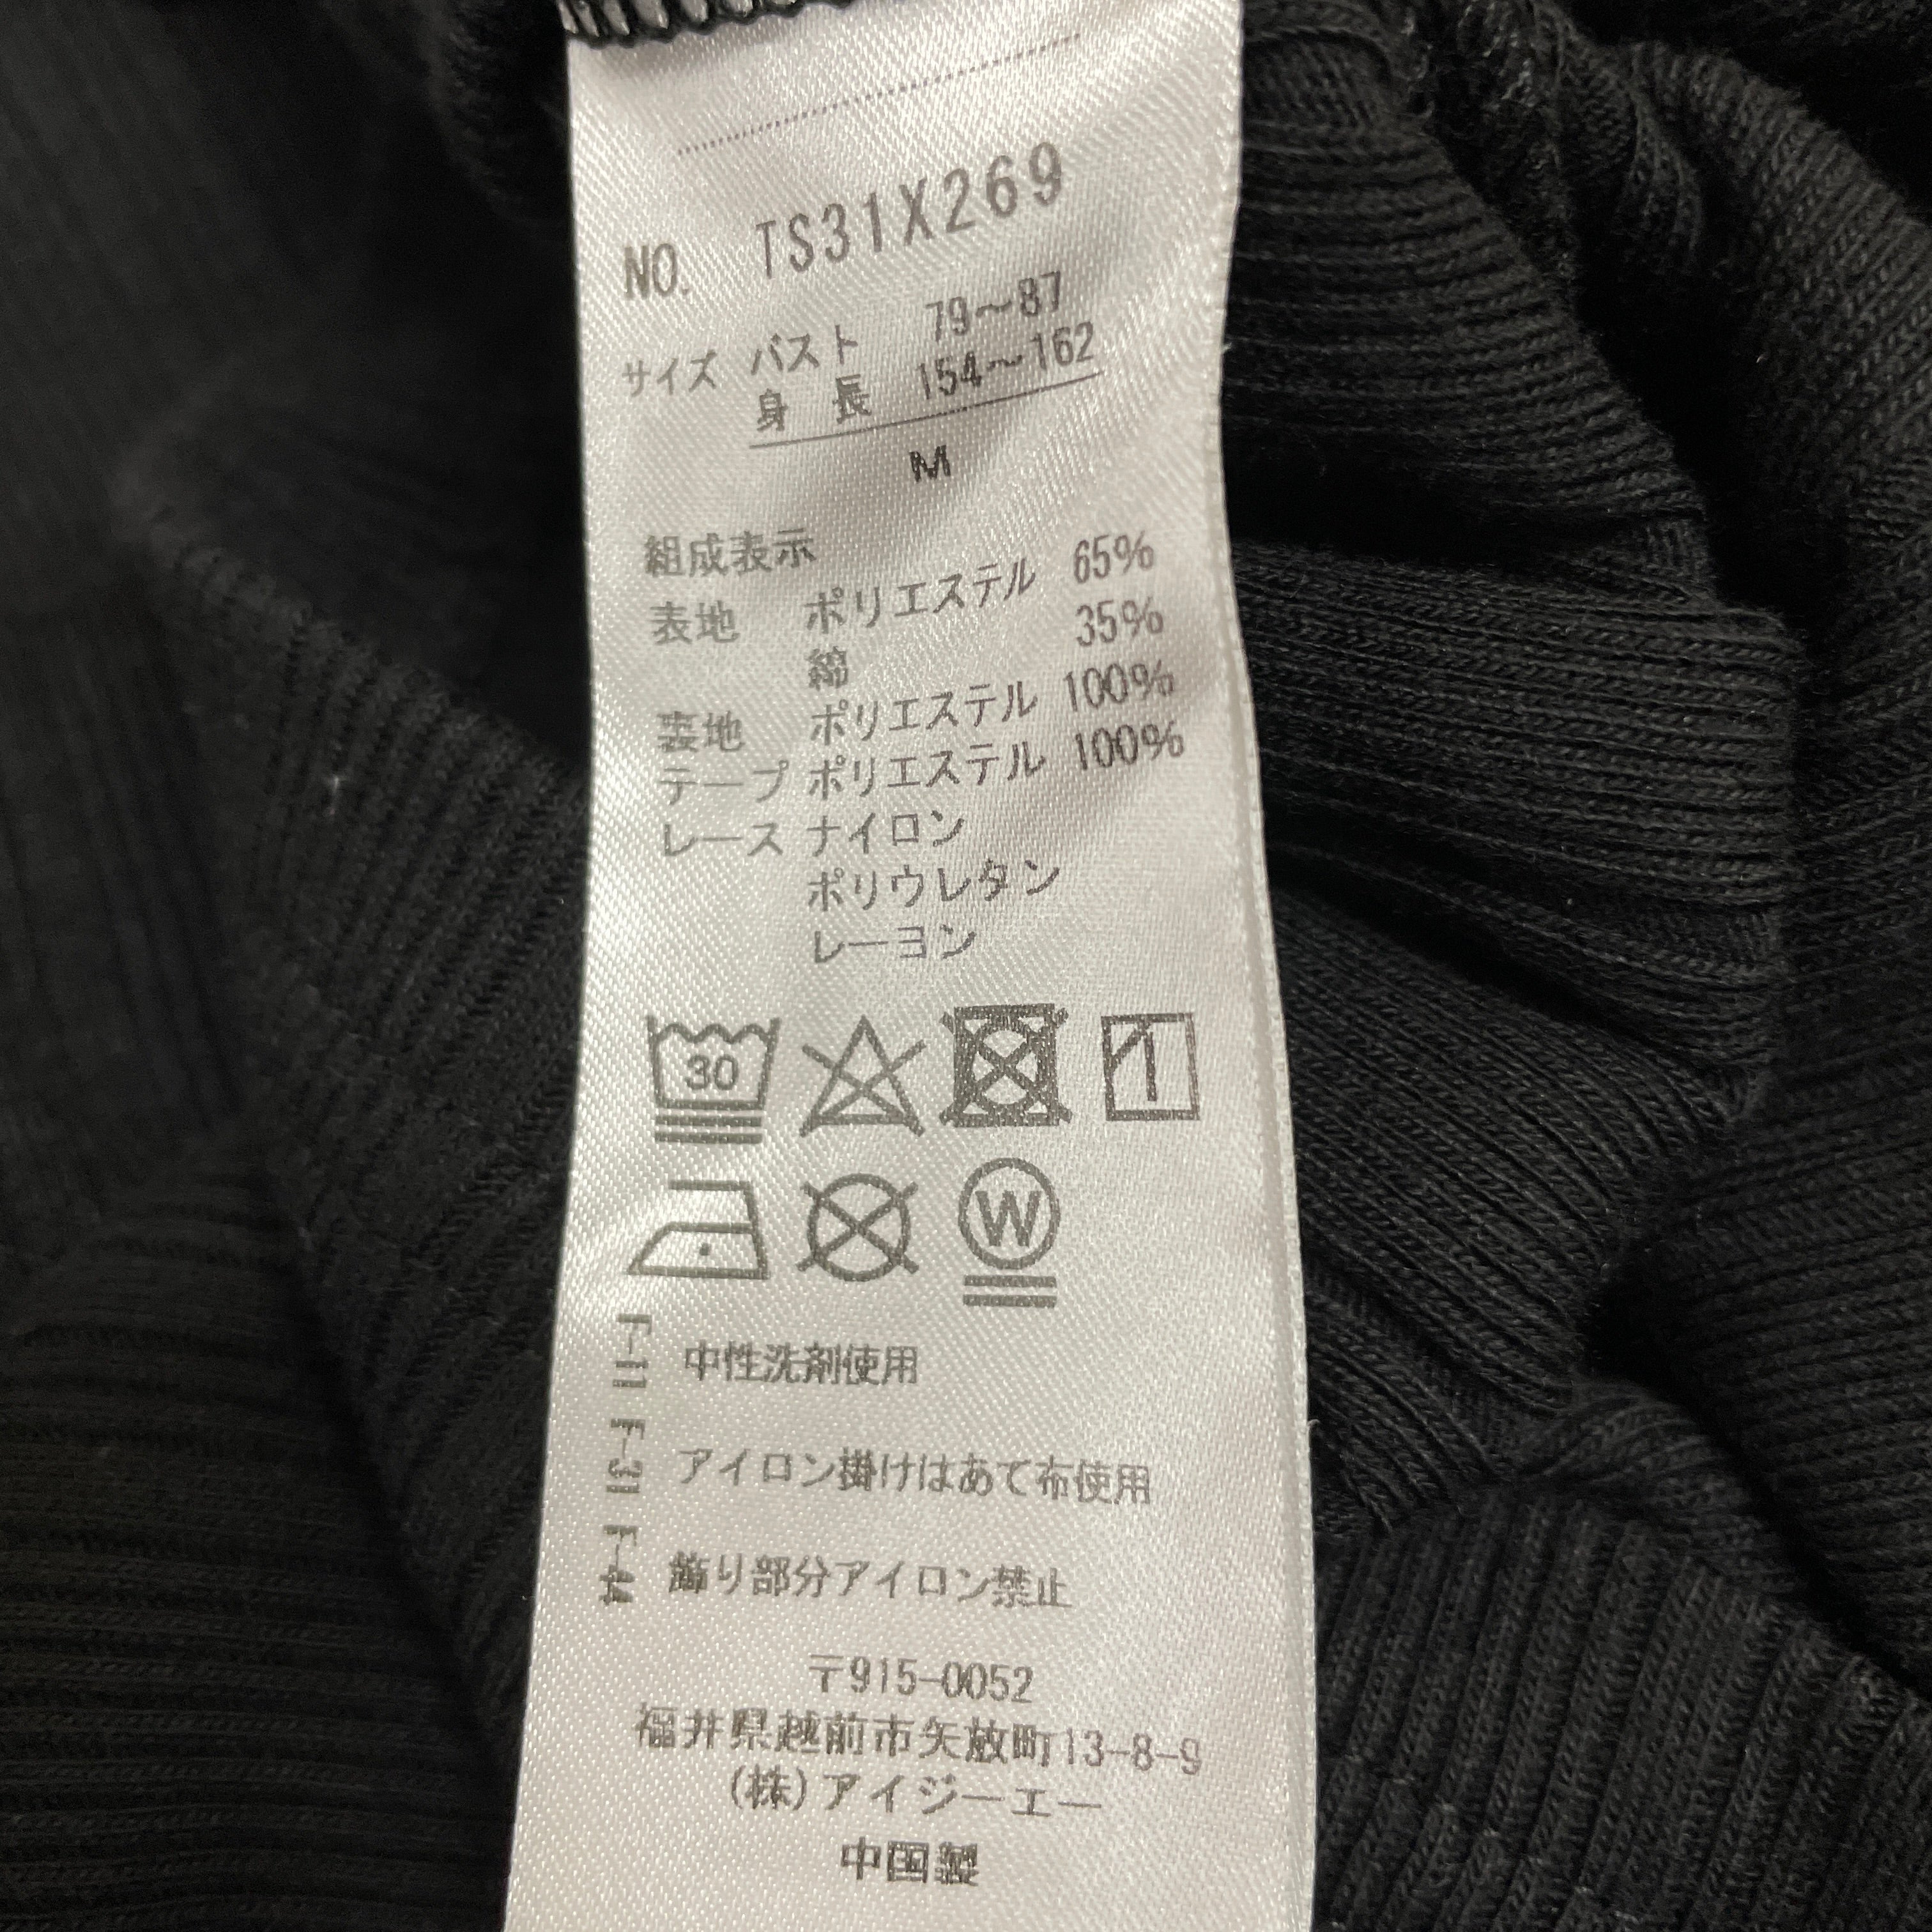 NO. TS31X269
サイズ バスト 79〜87
身 長 154〜162
M
組成表示
表地 ポリエステル 65%
綿 35%
裏地 ポリエステル 100%
テープ ポリエステル 100%
レース ナイロン
ポリウレタン
レーヨン
30
W
F-11 中性洗剤使用
F-31 アイロン掛けはあて布使用
F-44 飾り部分アイロン禁止
〒915-0052
福井県越前市矢放町13-8-9
(株)アイジーエー
中国製